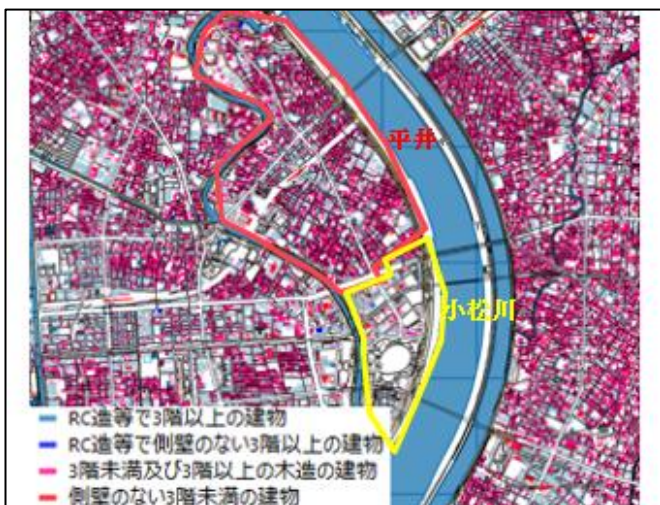 平井
小松川
RC造等で3階以上の建物
RC造等で側壁のない3階以上の建物
3階未満及び3階以上の木造の建物
側壁のない3階未満の建物